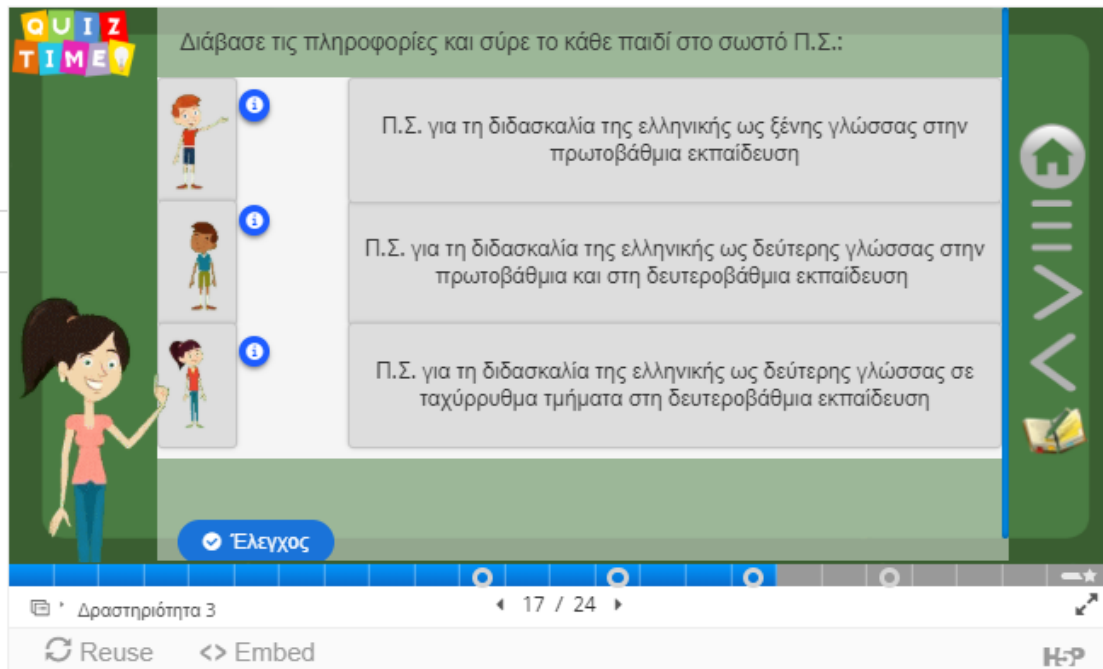 QUIZ
TIME!
Διάβασε τις πληροφορίες και σύρε το κάθε παιδί στο σωστό Π.Σ.:
Π.Σ. για τη διδασκαλία της ελληνικής ως ξένης γλώσσας στην
πρωτοβάθμια εκπαίδευση
Π.Σ. για τη διδασκαλία της ελληνικής ως δεύτερης γλώσσας στην
πρωτοβάθμια και στη δευτεροβάθμια εκπαίδευση
Π.Σ. για τη διδασκαλία της ελληνικής ως δεύτερης γλώσσας σε
ταχύρρυθμα τμήματα στη δευτεροβάθμια εκπαίδευση
Έλεγχος
Δραστηριότητα 3
17 / 24
Reuse
<> Embed
H5P